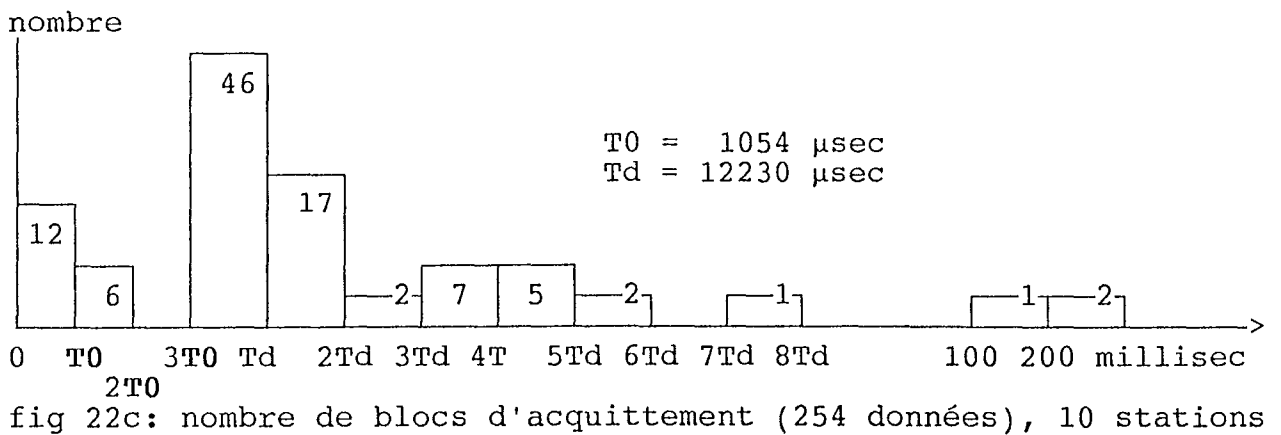 nombre
46
T0 = 1054 µsec
Td = 12230 µsec
17
12
6
2
7
5
2
1
1
2
0 T0 3T0 Td 2Td 3Td 4T 5Td 6Td 7Td 8Td 100 200 millisec
2T0
fig 22c: nombre de blocs d'acquittement (254 données), 10 stations